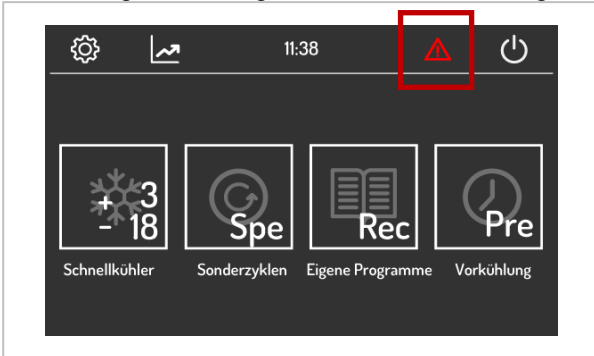 11:38
+3
-18
Spe
Rec
Pre
Schnellkühler
Sonderzyklen
Eigene Programme
Vorkühlung